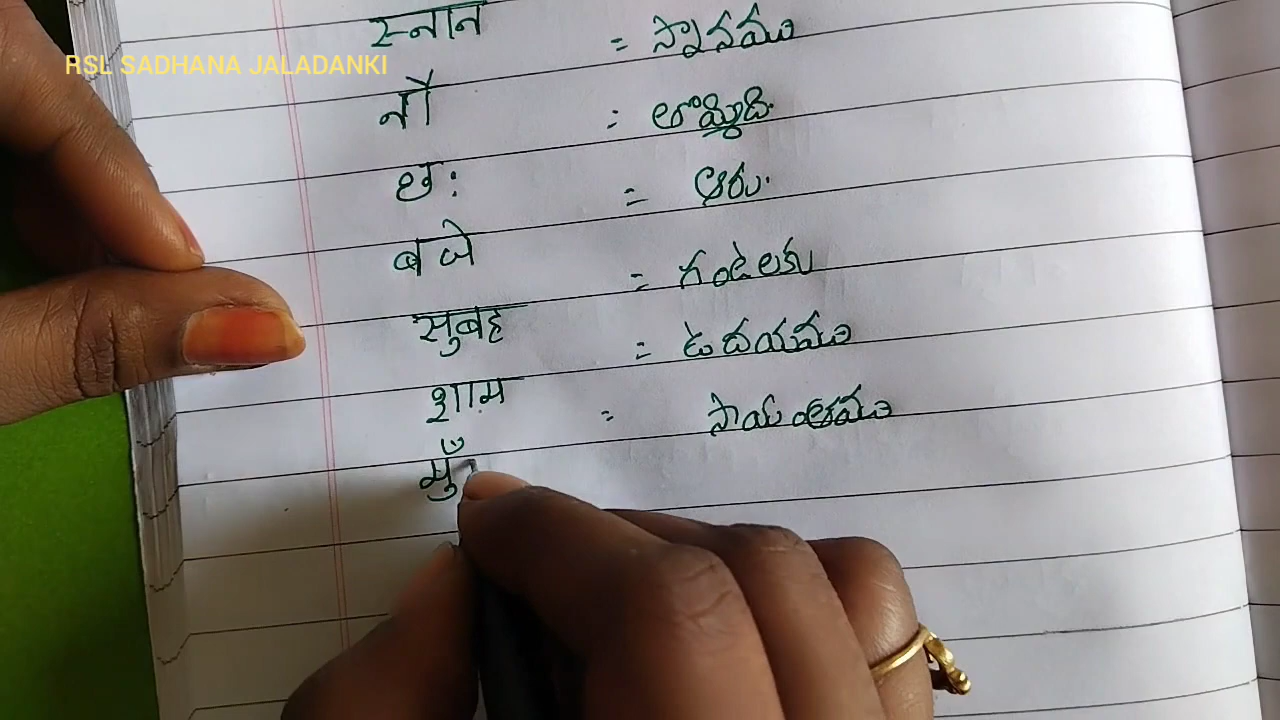 स्नान = స్నానము
RSL SADHANA JALADANKI
नौ = తొమ్మిది.
छः = ఆరు.
बजे = గంటలకు
सुबह = ఉదయము
शाम = సాయంత్రము
मुँ